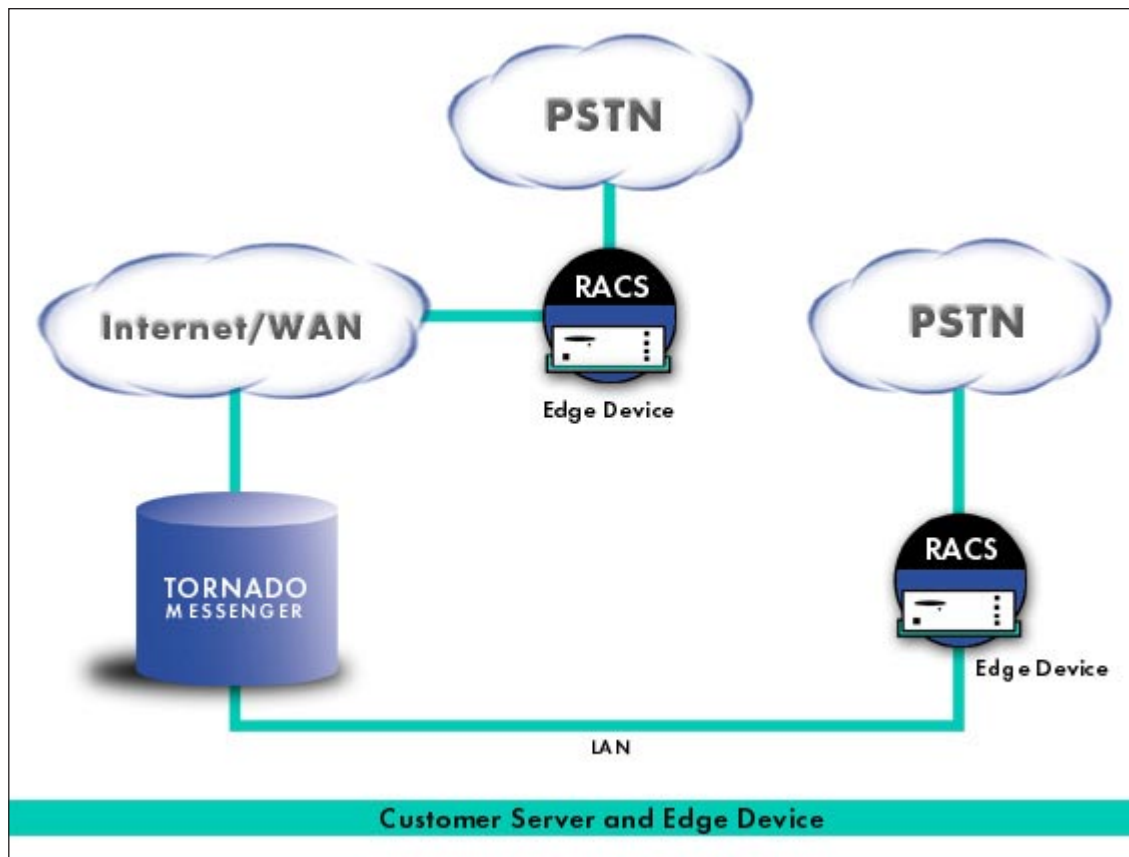 PSTN
RACS
Internet/WAN
PSTN
Edge Device
RACS
TORNADO
MESSENGER
Edge Device
LAN
Customer Server and Edge Device